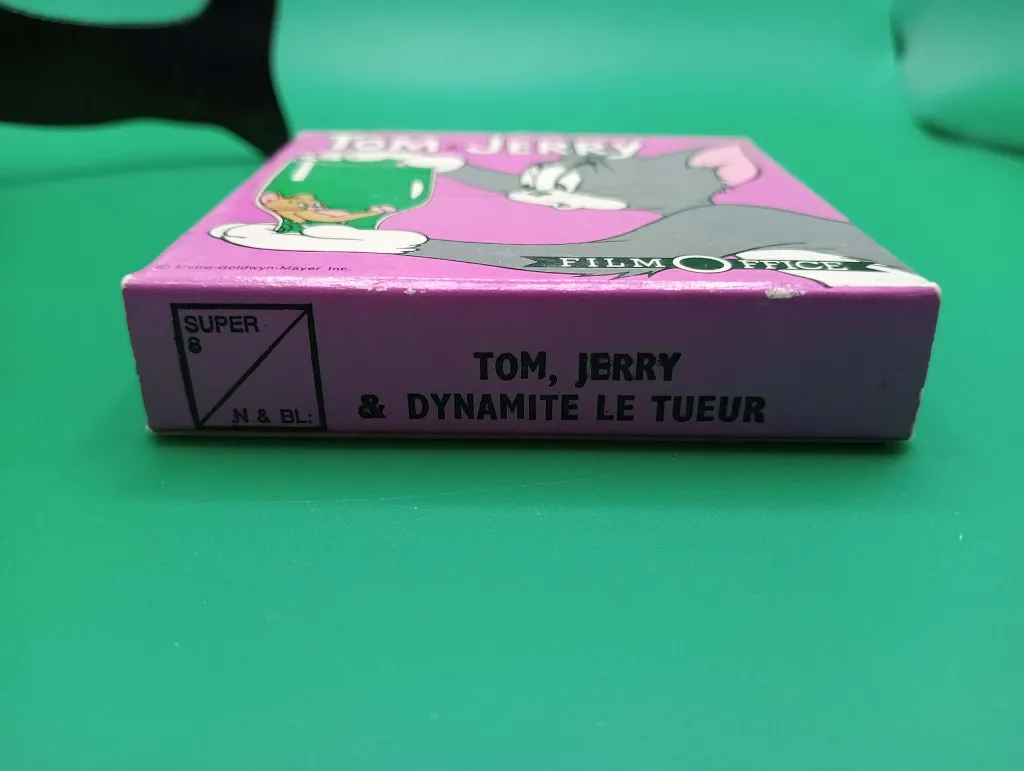 TOM & JERRY
© Metro-Goldwyn-Mayer Inc.
FILM OFFICE
SUPER
8
N & BL:
TOM, JERRY
& DYNAMITE LE TUEUR